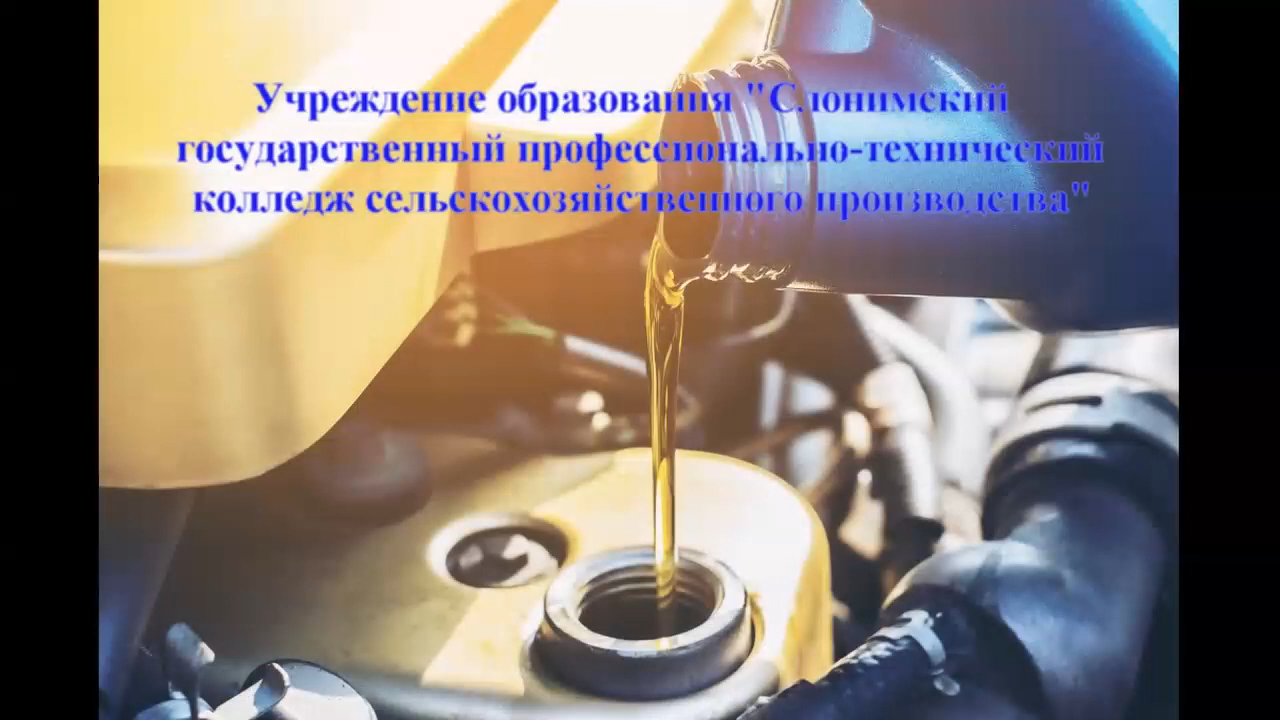 Учреждение образования "Слонимский
государственный профессионально-технический
колледж сельскохозяйственного производства"